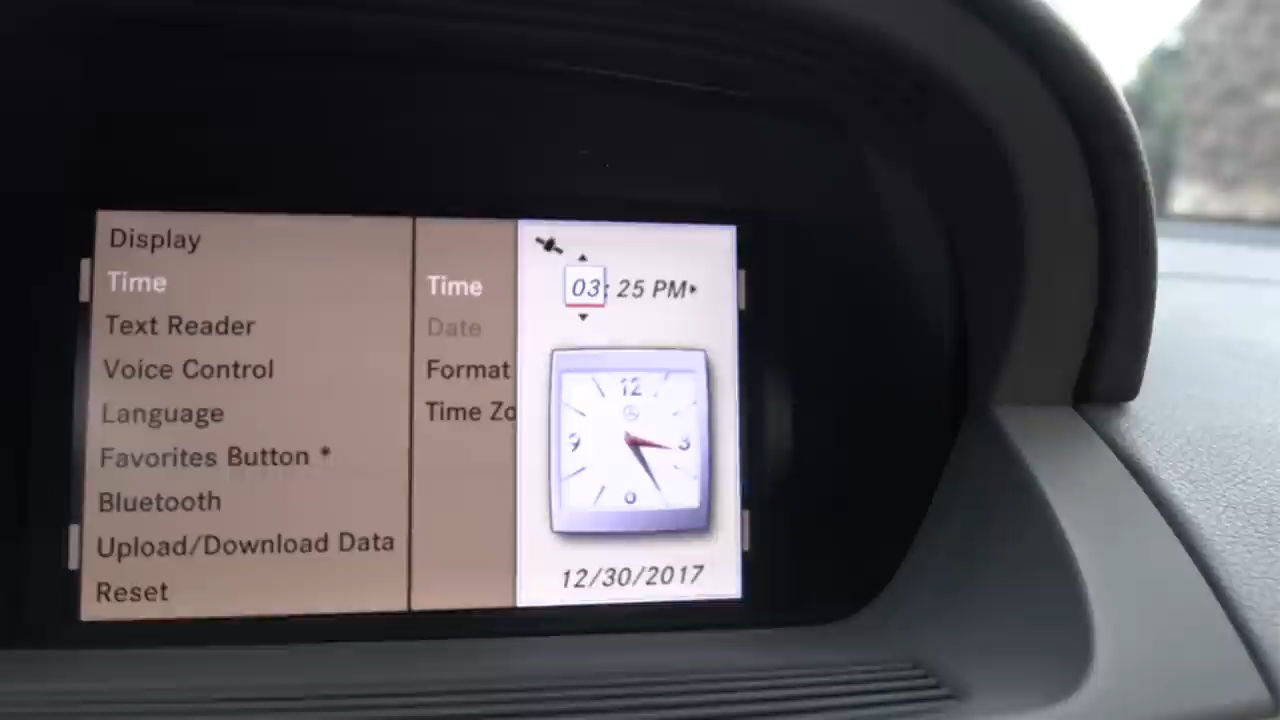 Display
Time
Text Reader
Voice Control
Language
Favorites Button *
Bluetooth
Upload/Download Data
Reset
Time
Date
Format
Time Zo
03: 25 PM
12
9 3
6
12/30/2017